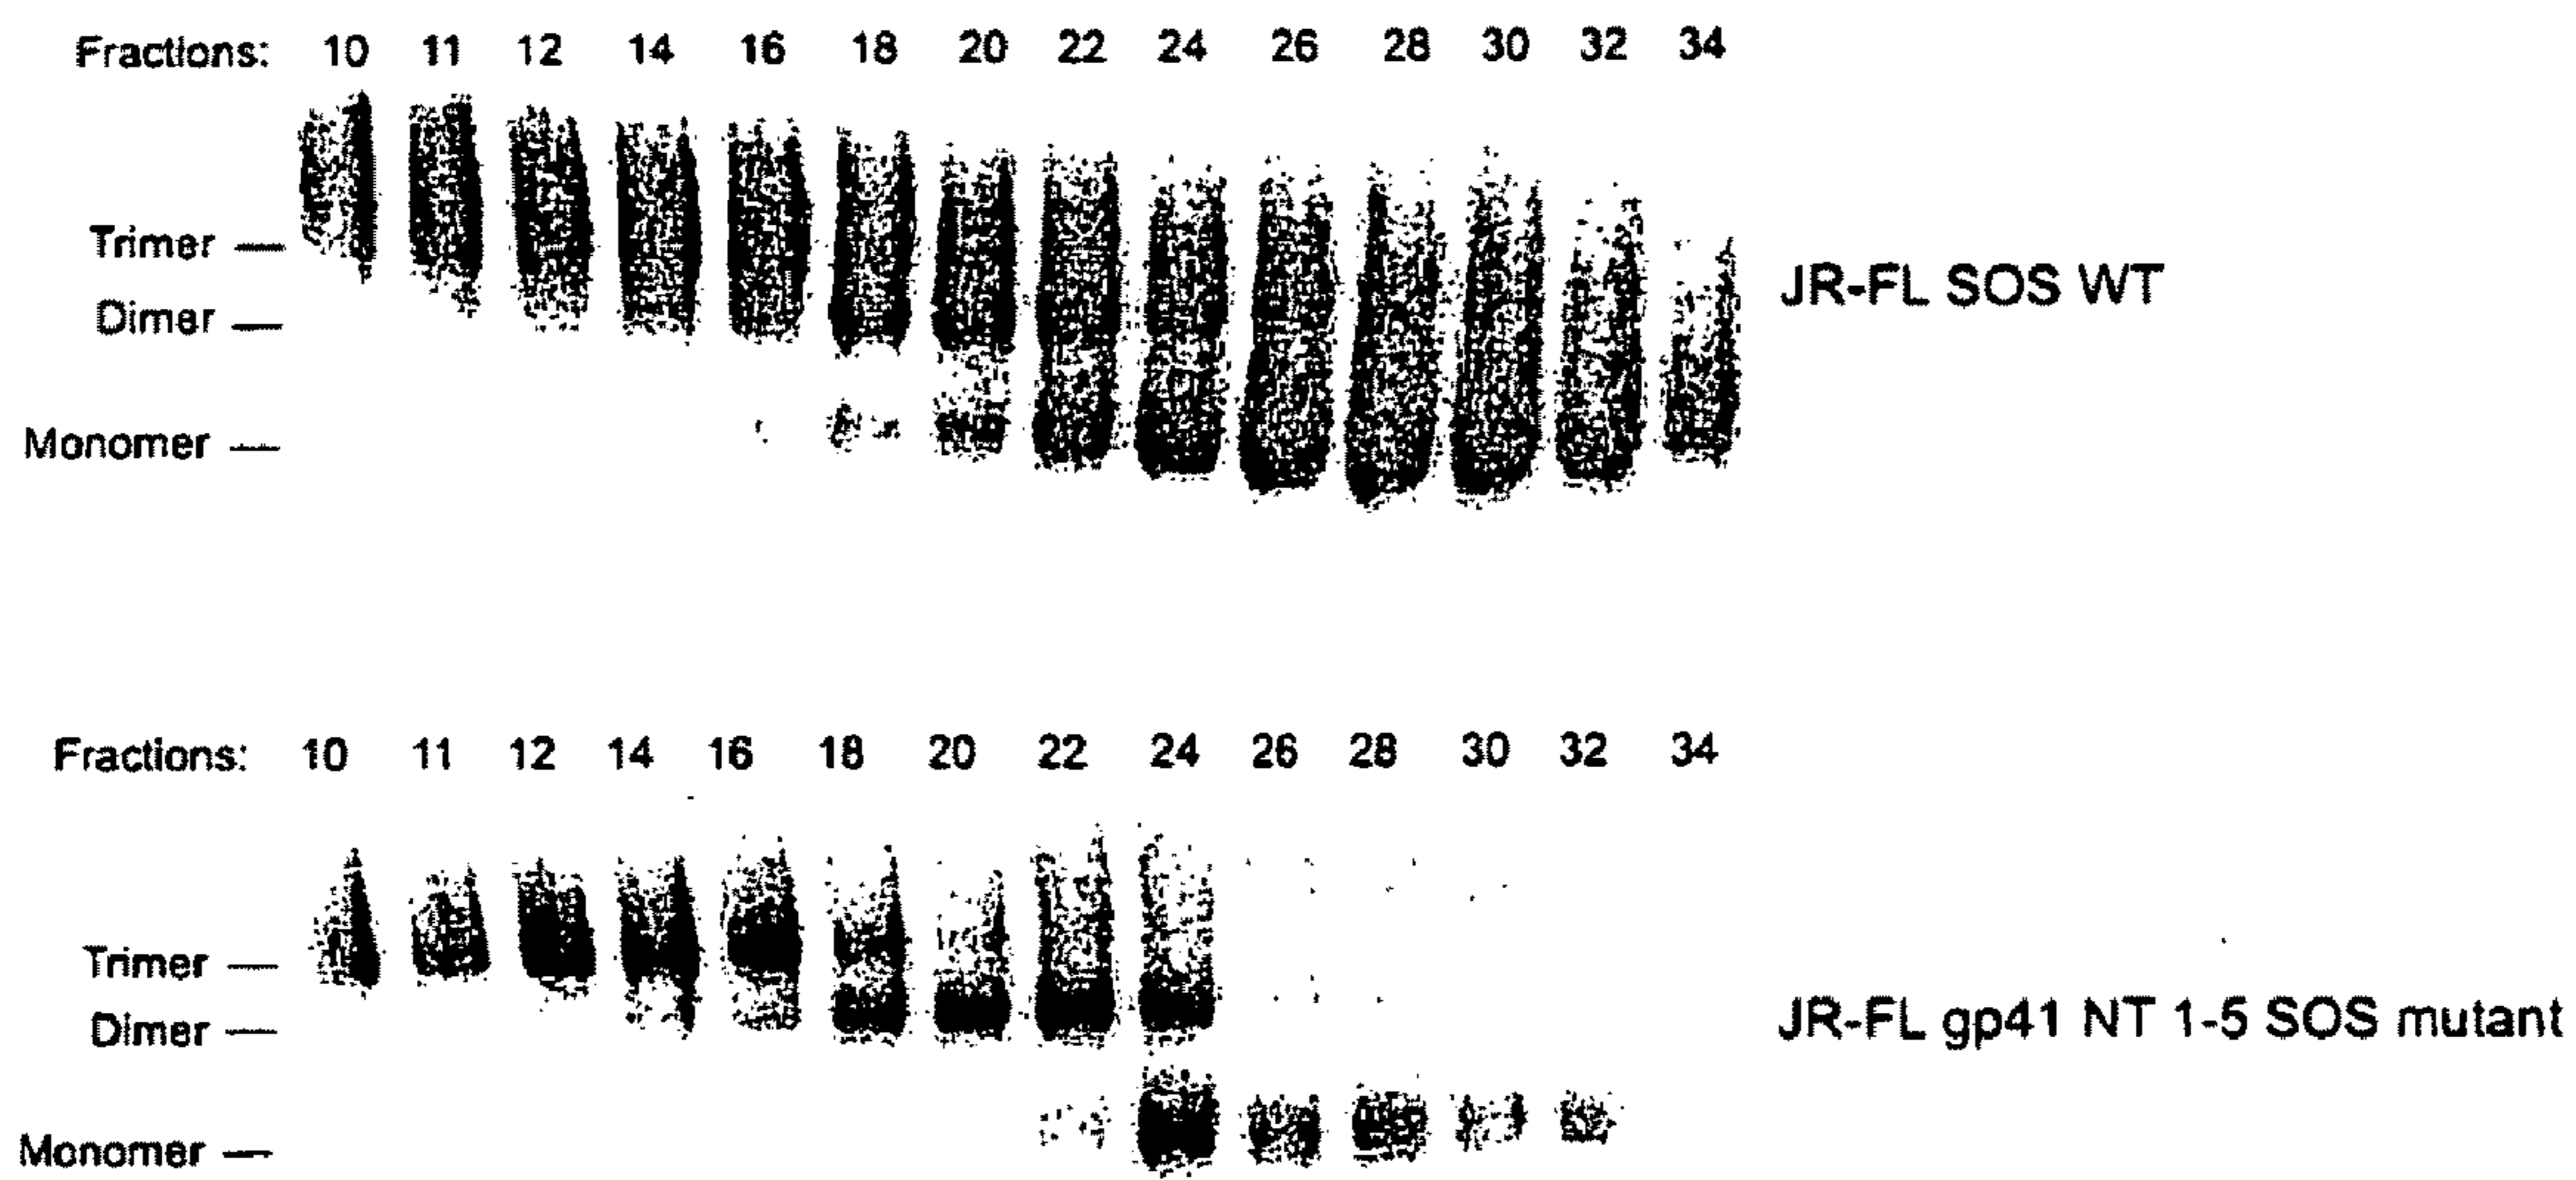 Fractions: 10 11 12 14 16 18 20 22 24 26 28 30 32 34
Trimer
Dimer
Monomer
JR-FL SOS WT
Fractions: 10 11 12 14 16 18 20 22 24 26 28 30 32 34
Trimer
Dimer
Monomer
JR-FL gp41 NT 1-5 SOS mutant